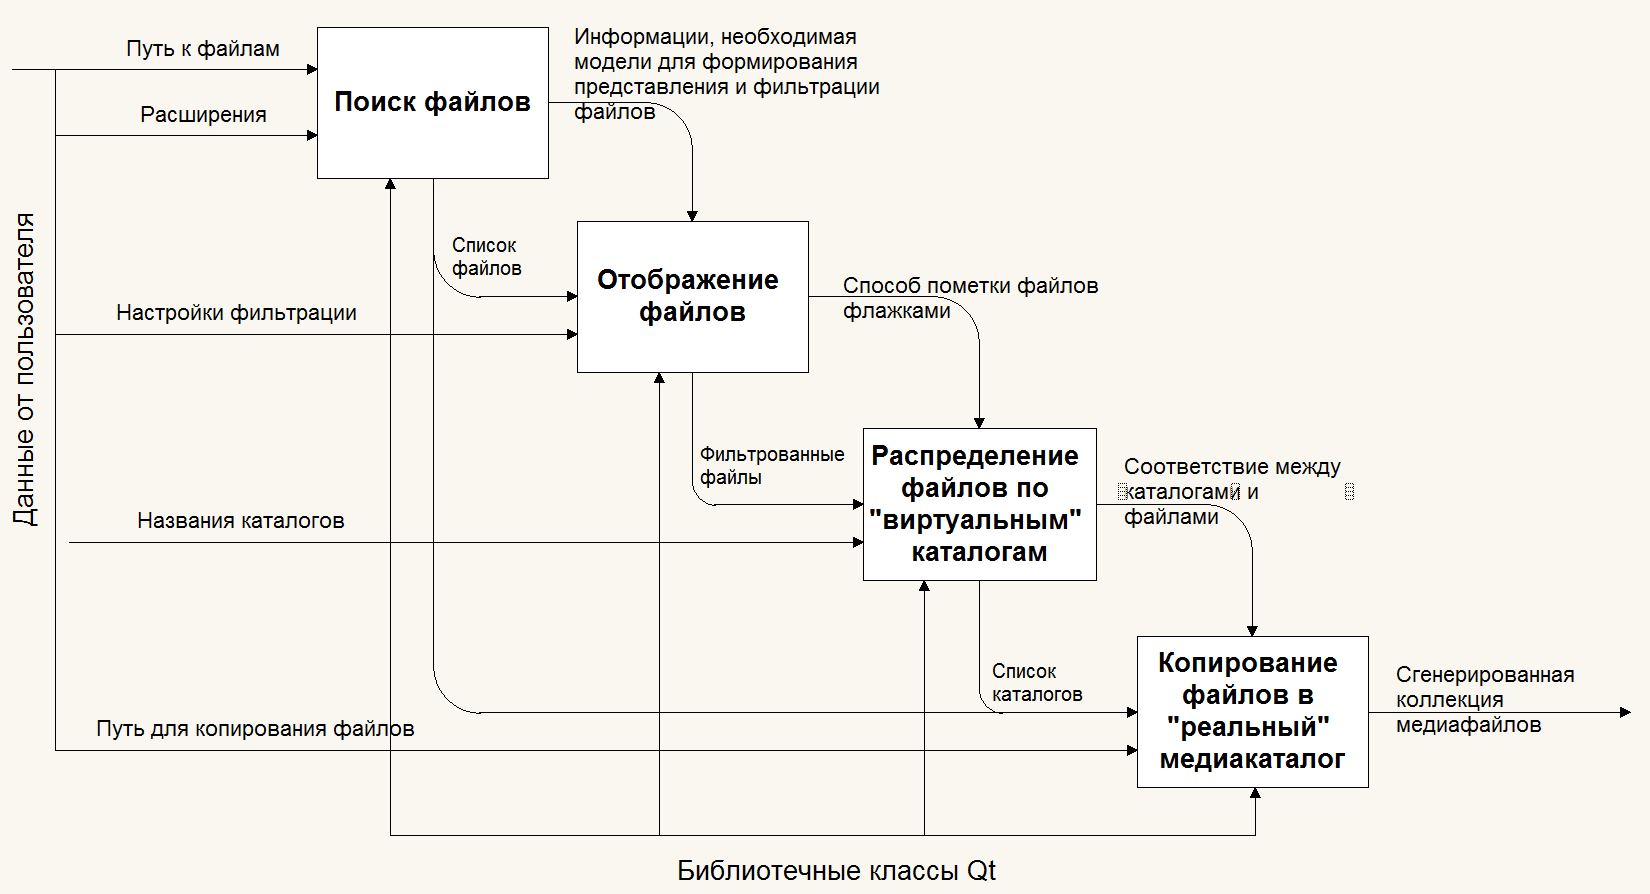 Путь к файлам
Расширения
Поиск файлов
Информации, необходимая
модели для формирования
представления и фильтрации
файлов
Данные от пользователя
Список
файлов
Настройки фильтрации
Отображение
файлов
Способ пометки файлов
флажками
Фильтрованные
файлы
Названия каталогов
Распределение
файлов по
"виртуальным"
каталогам
Соответствие между
каталогами и
файлами
Список
каталогов
Путь для копирования файлов
Копирование
файлов в
"реальный"
медиакаталог
Сгенерированная
коллекция
медиафайлов
Библиотечные классы Qt